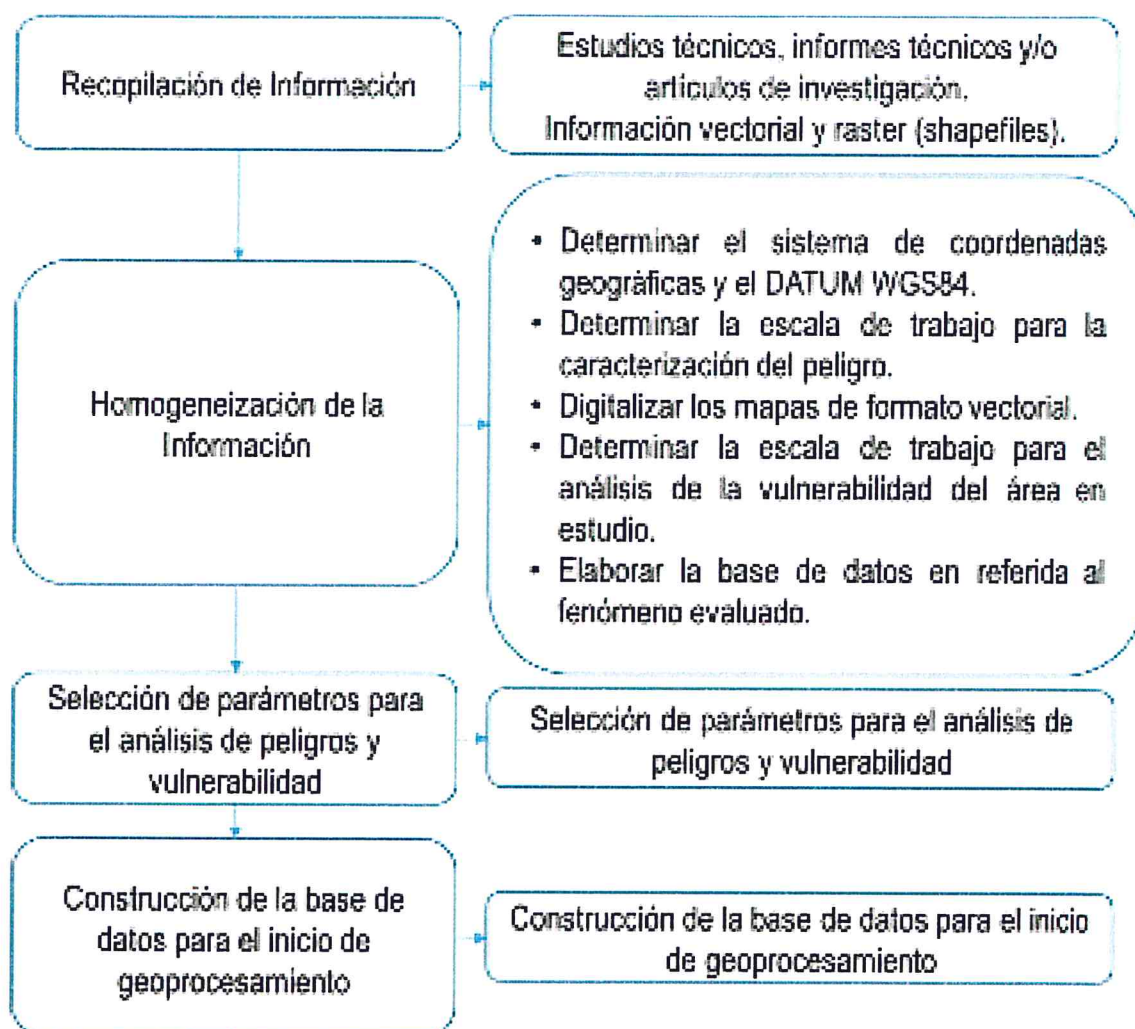 Recopilación de Información
Estudios técnicos, informes técnicos y/o
artículos de investigación.
Información vectorial y raster (shapefiles).
Homogeneización de la
Información
• Determinar el sistema de coordenadas
geográficas y el DATUM WGS84.
• Determinar la escala de trabajo para la
caracterización del peligro.
• Digitalizar los mapas de formato vectorial.
• Determinar la escala de trabajo para el
análisis de la vulnerabilidad del área en
estudio.
• Elaborar la base de datos en referida al
fenómeno evaluado.
Selección de parámetros para
el análisis de peligros y
vulnerabilidad
Selección de parámetros para el análisis de
peligros y vulnerabilidad
Construcción de la base de
datos para el inicio de
geoprocesamiento
Construcción de la base de datos para el inicio
de geoprocesamiento